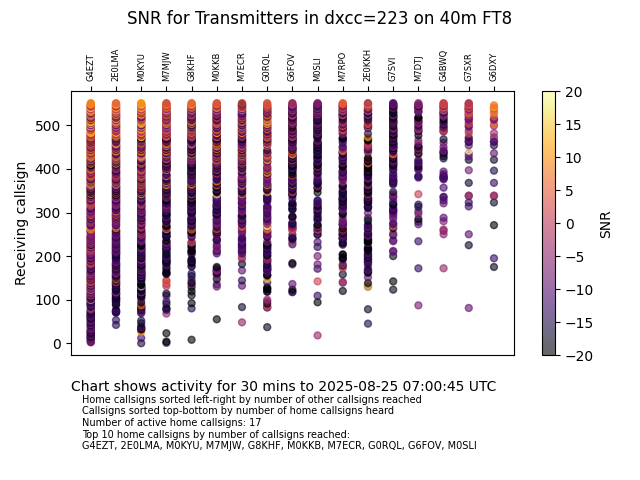 SNR for Transmitters in dxcc=223 on 40m FT8
G4EZT 2E0LMA M0KYU M7MJW G8KHF M0KKB M7ECR G0RQL G6FOV M0SLI M7RPO 2E0KKH G7SVI M7DTJ G4BWQ G7SXR G6DXY
500
400
300
200
100
0
Receiving callsign
20
15
10
5
0
−5
−10
−15
−20
SNR
Chart shows activity for 30 mins to 2025-08-25 07:00:45 UTC
Home callsigns sorted left-right by number of other callsigns reached
Callsigns sorted top-bottom by number of home callsigns heard
Number of active home callsigns: 17
Top 10 home callsigns by number of callsigns reached:
G4EZT, 2E0LMA, M0KYU, M7MJW, G8KHF, M0KKB, M7ECR, G0RQL, G6FOV, M0SLI